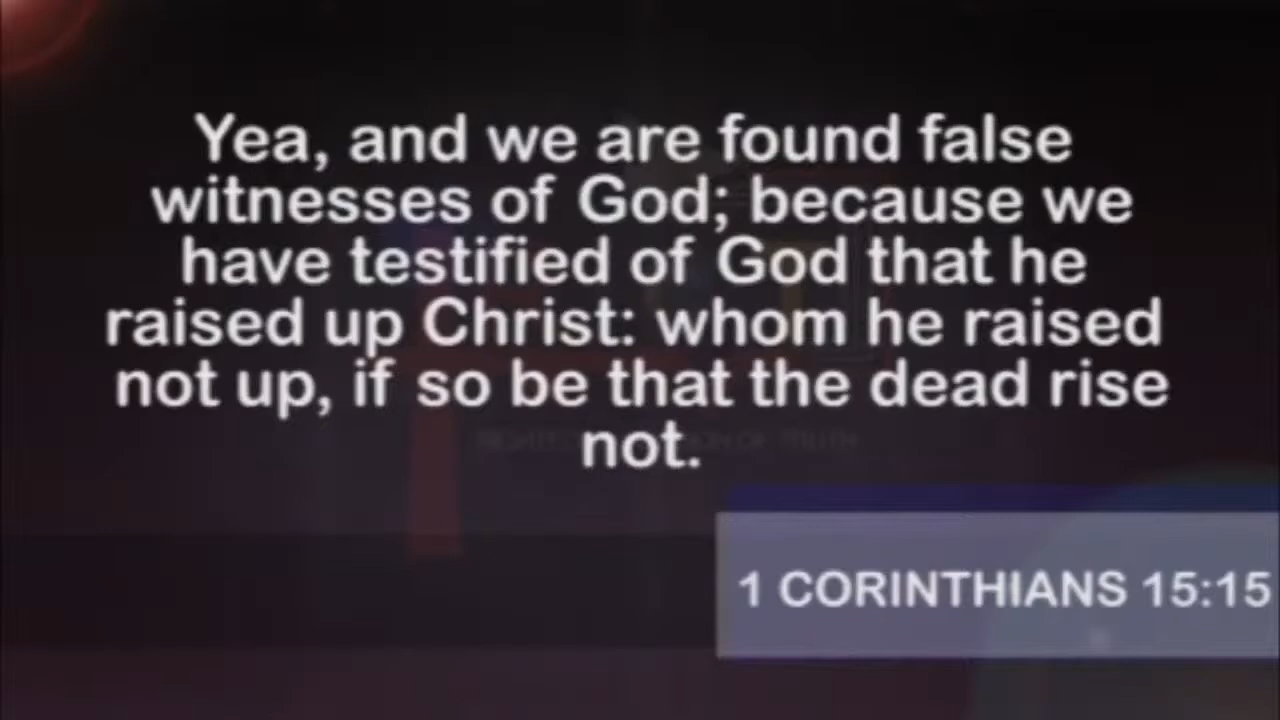 Yea, and we are found false
witnesses of God; because we
have testified of God that he
raised up Christ: whom he raised
not up, if so be that the dead rise
not.
1 CORINTHIANS 15:15